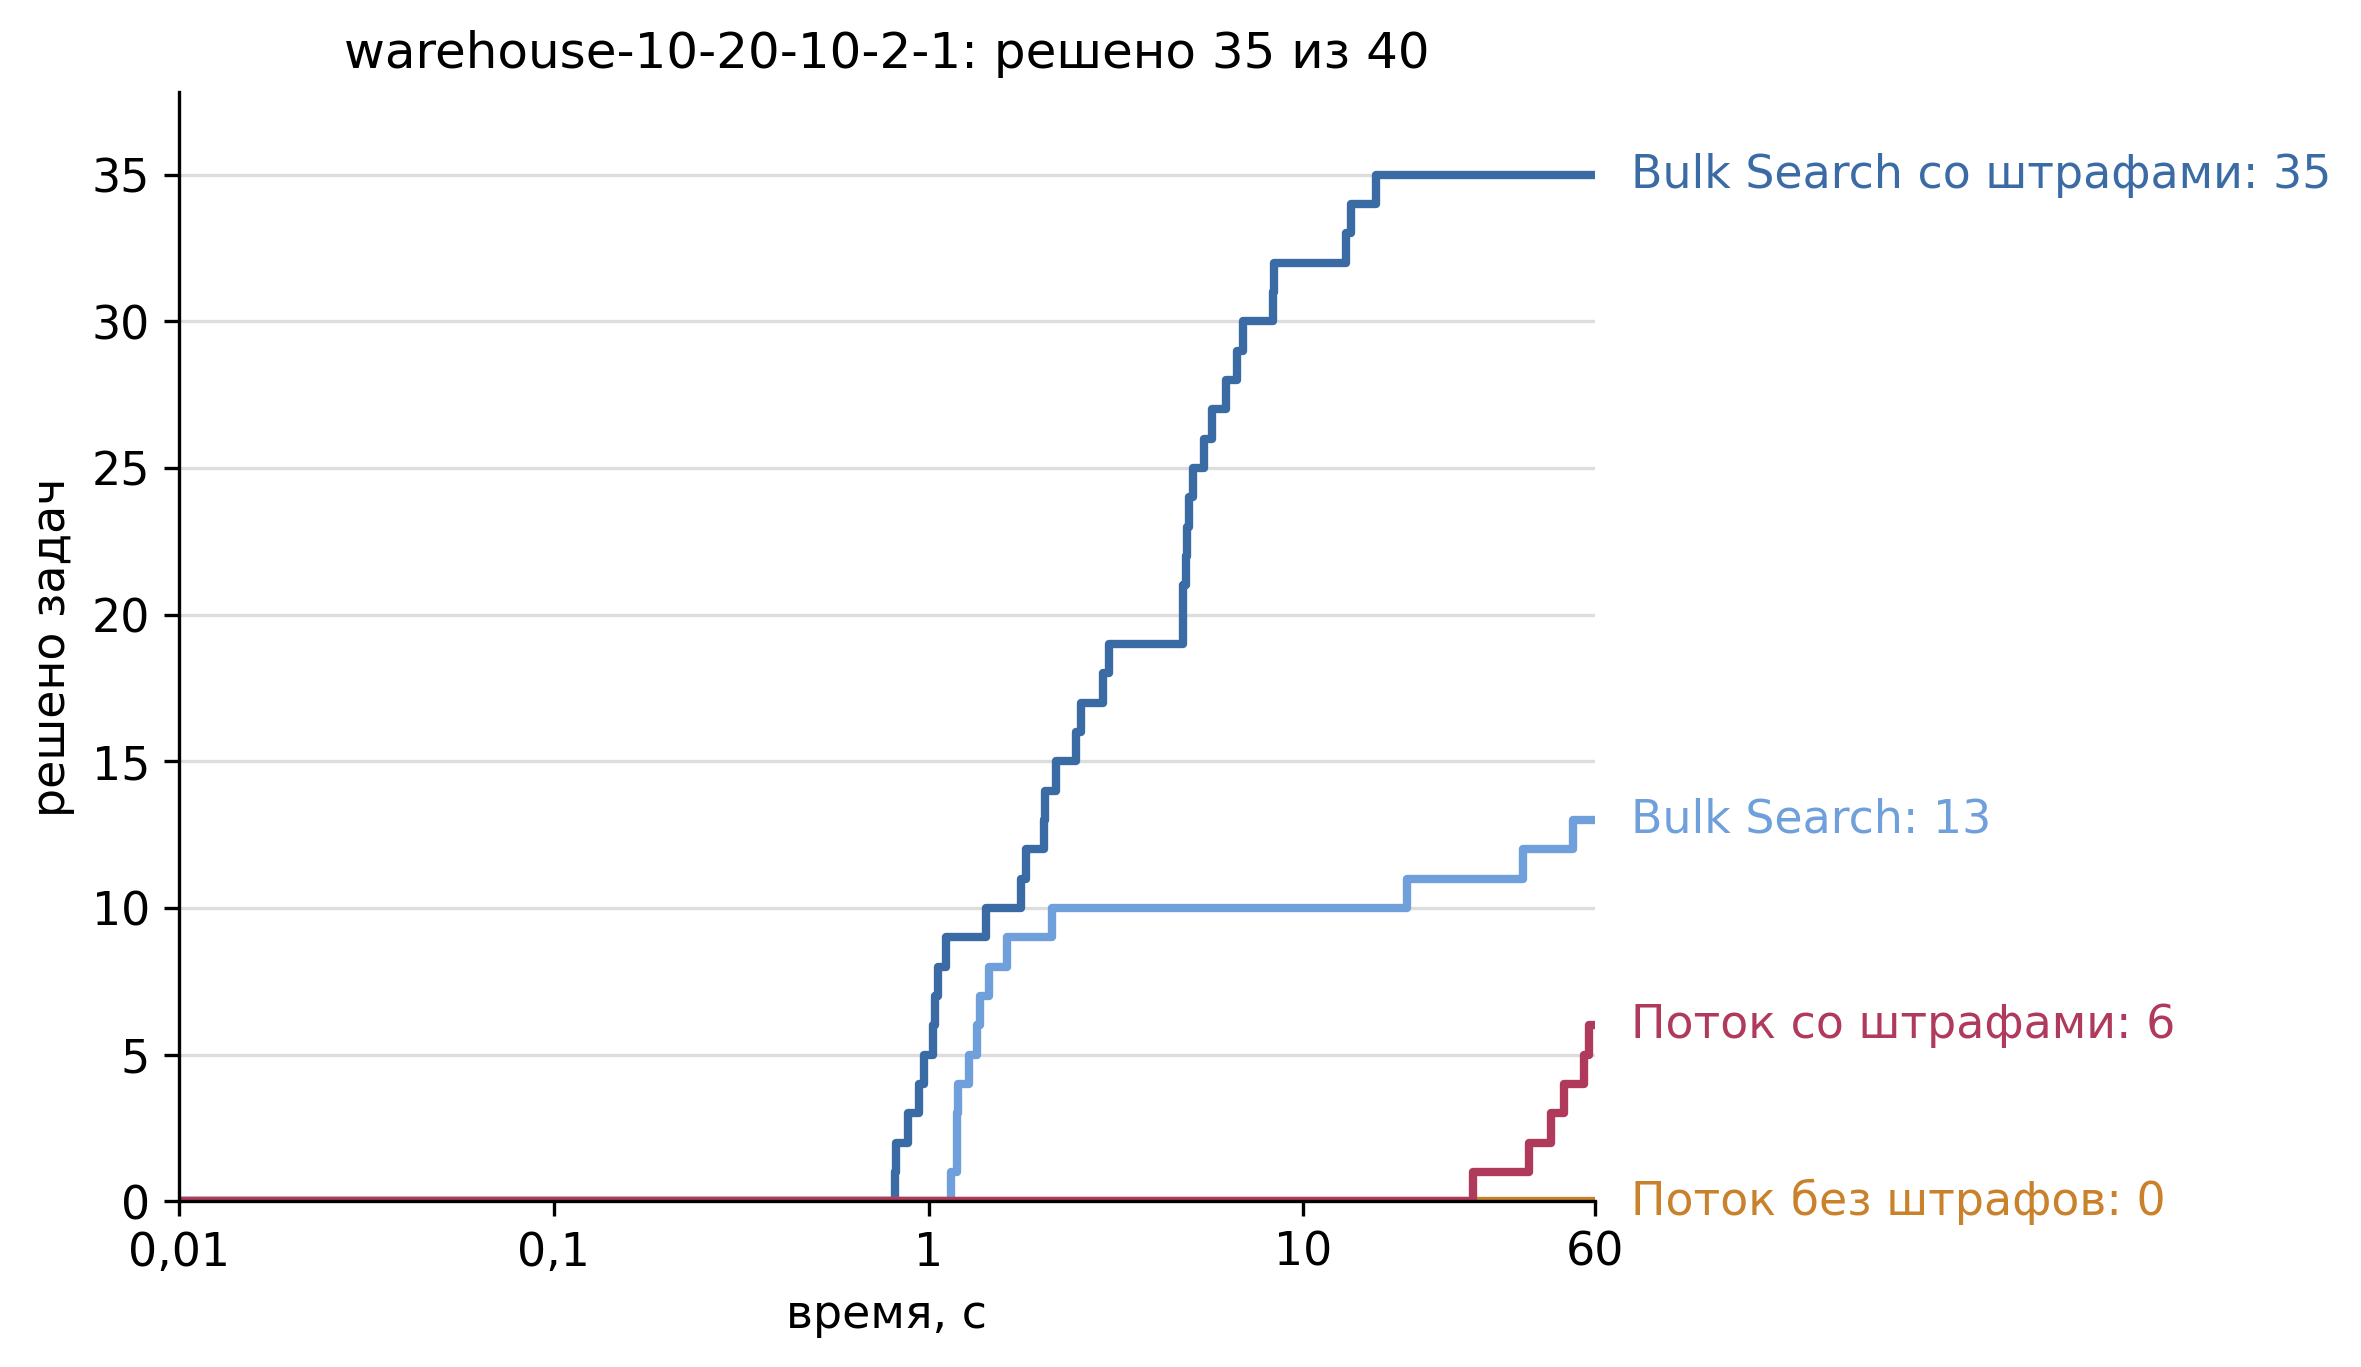 warehouse-10-20-10-2-1: решено 35 из 40
решено задач
35
30
25
20
15
10
5
0
0,01
0,1
1
10
60
время, с
Bulk Search со штрафами: 35
Bulk Search: 13
Поток со штрафами: 6
Поток без штрафов: 0